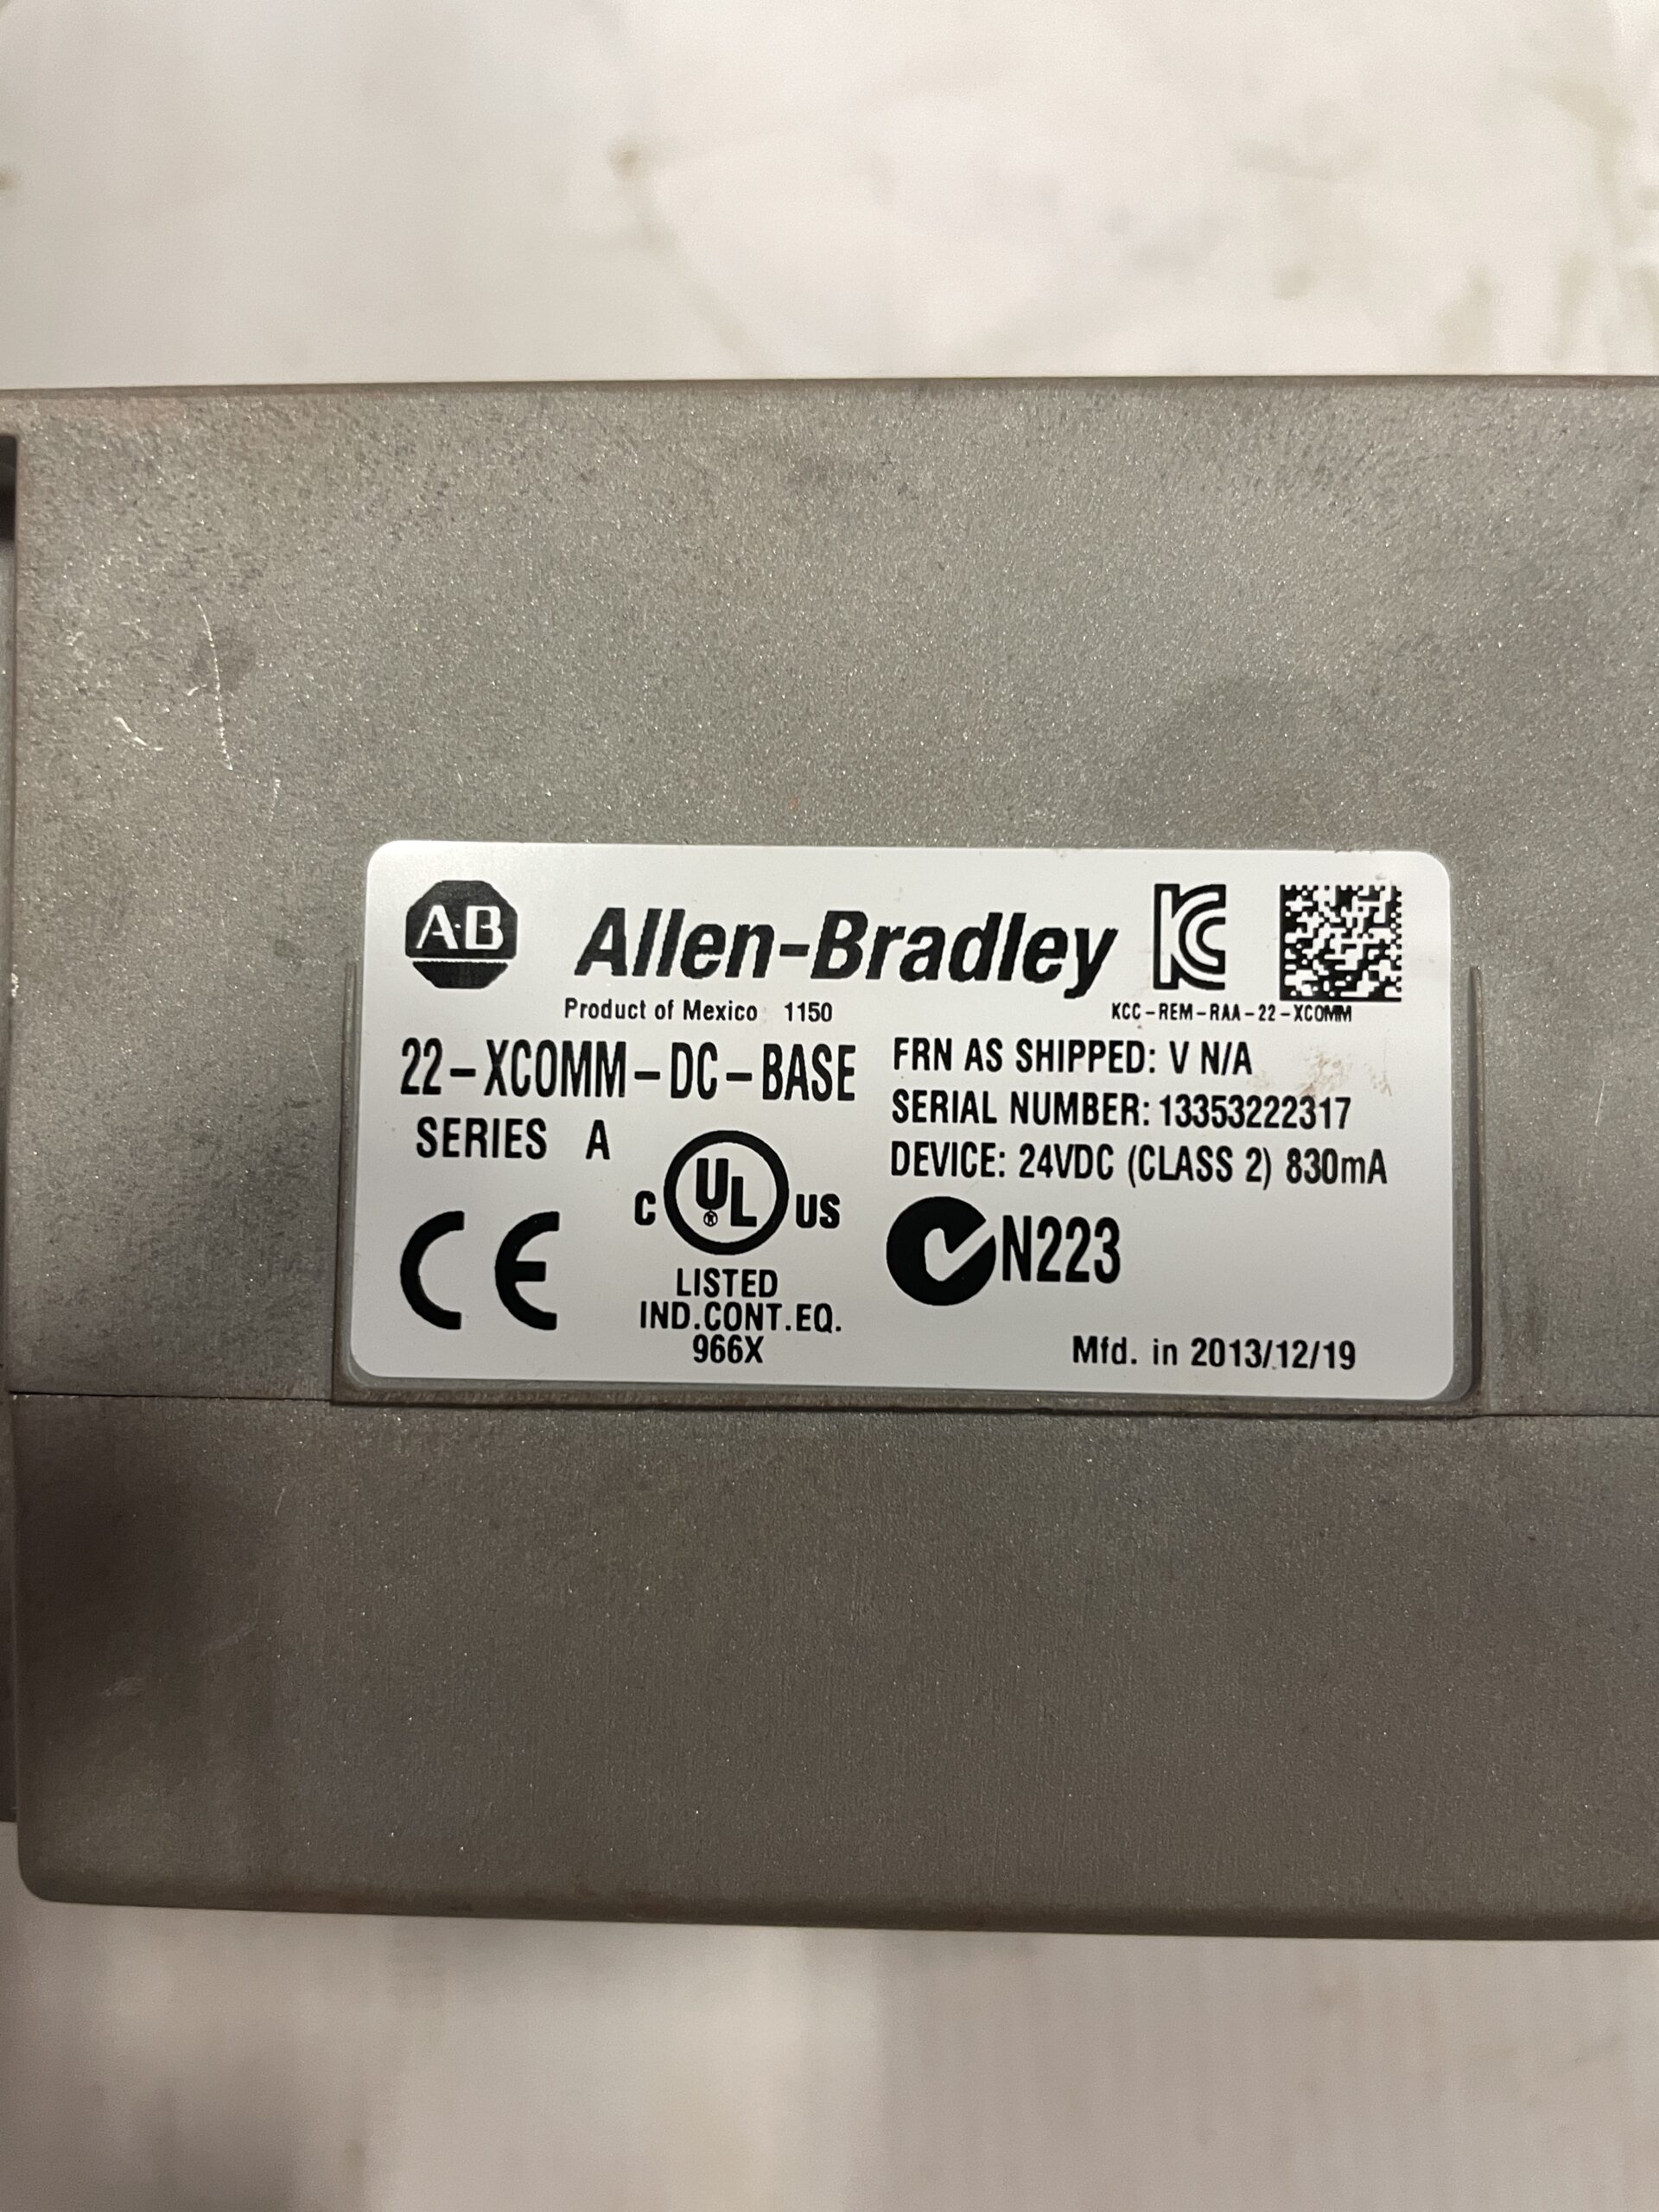 A-B Allen-Bradley KC
Product of Mexico 1150
KCC-REM-RAA-22-XCOMM
22-XCOMM-DC-BASE
SERIES A
FRN AS SHIPPED: V N/A
SERIAL NUMBER: 13353222317
DEVICE: 24VDC (CLASS 2) 830mA
CE
C UL® US
LISTED
IND.CONT.EQ.
966X
N223
Mfd. in 2013/12/19